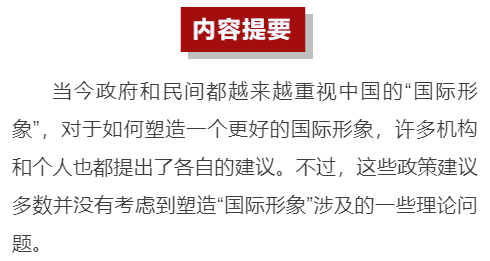 内容提要
当今政府和民间都越来越重视中国的“国际形
象”，对于如何塑造一个更好的国际形象，许多机构
和个人也都提出了各自的建议。不过，这些政策建议
多数并没有考虑到塑造“国际形象”涉及的一些理论问
题。